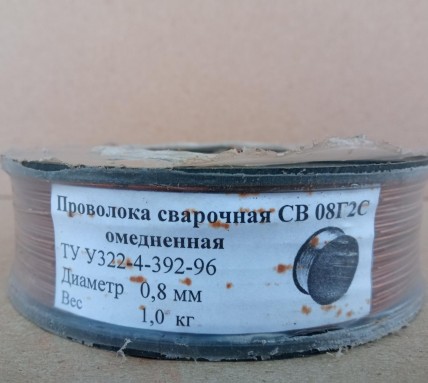 Проволока сварочная СВ 08Г2С
омедненная
ТУ У322-4-392-96
Диаметр 0,8 мм
Вес 1,0 кг